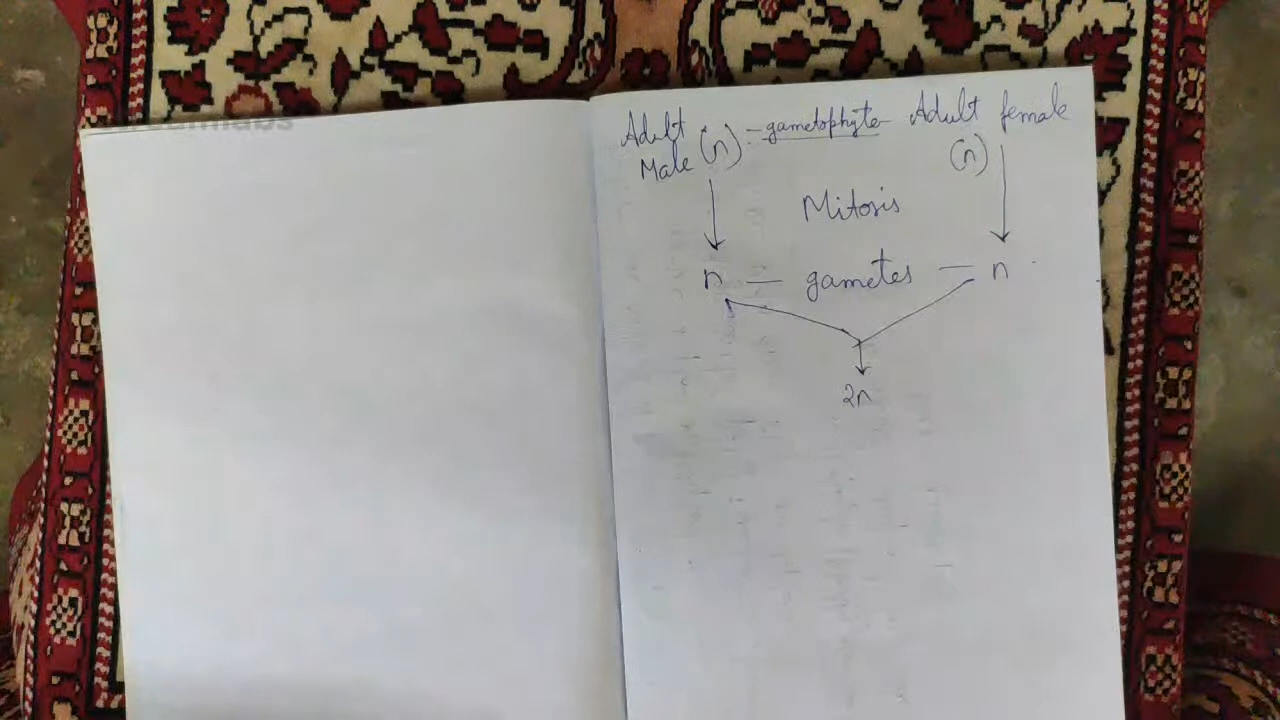 Adult Male (n) - gametophyte - Adult female (n)
Mitosis
n — gametes — n
2n